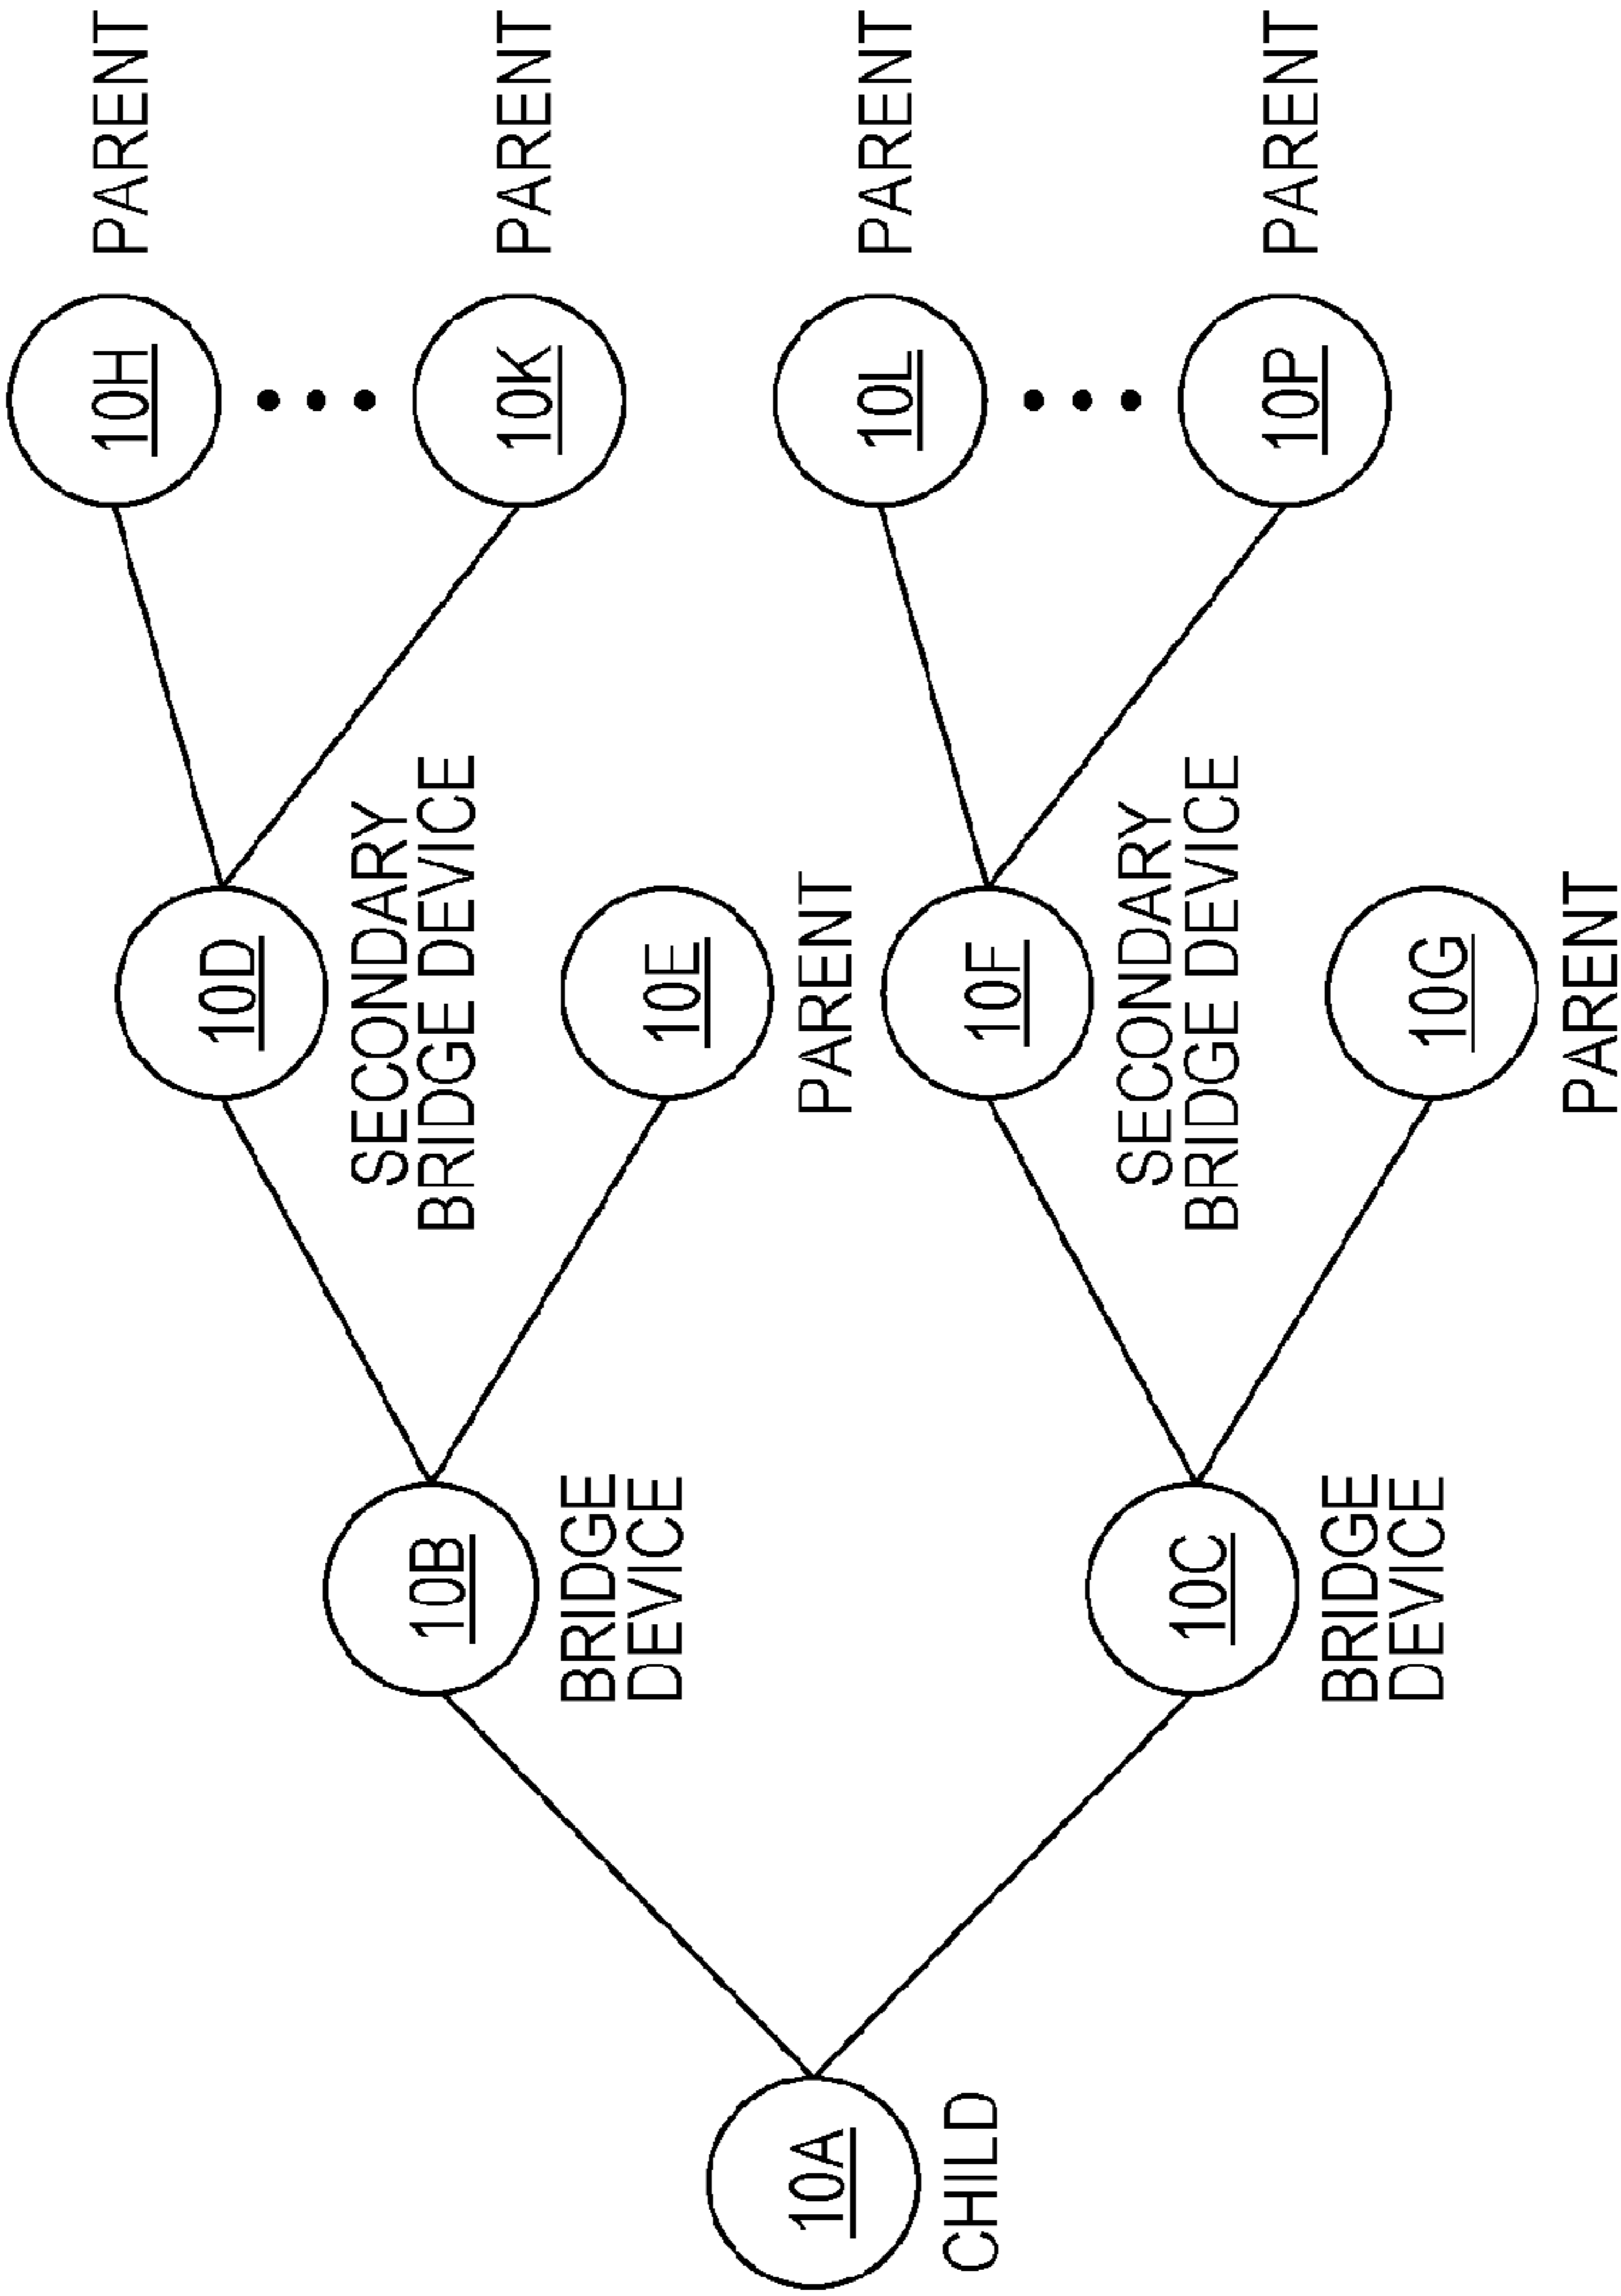 10A
CHILD
10B
BRIDGE
DEVICE
10C
BRIDGE
DEVICE
10D
SECONDARY
BRIDGE DEVICE
10E
PARENT
10F
SECONDARY
BRIDGE DEVICE
10G
PARENT
10H
PARENT
10K
PARENT
10L
PARENT
10P
PARENT